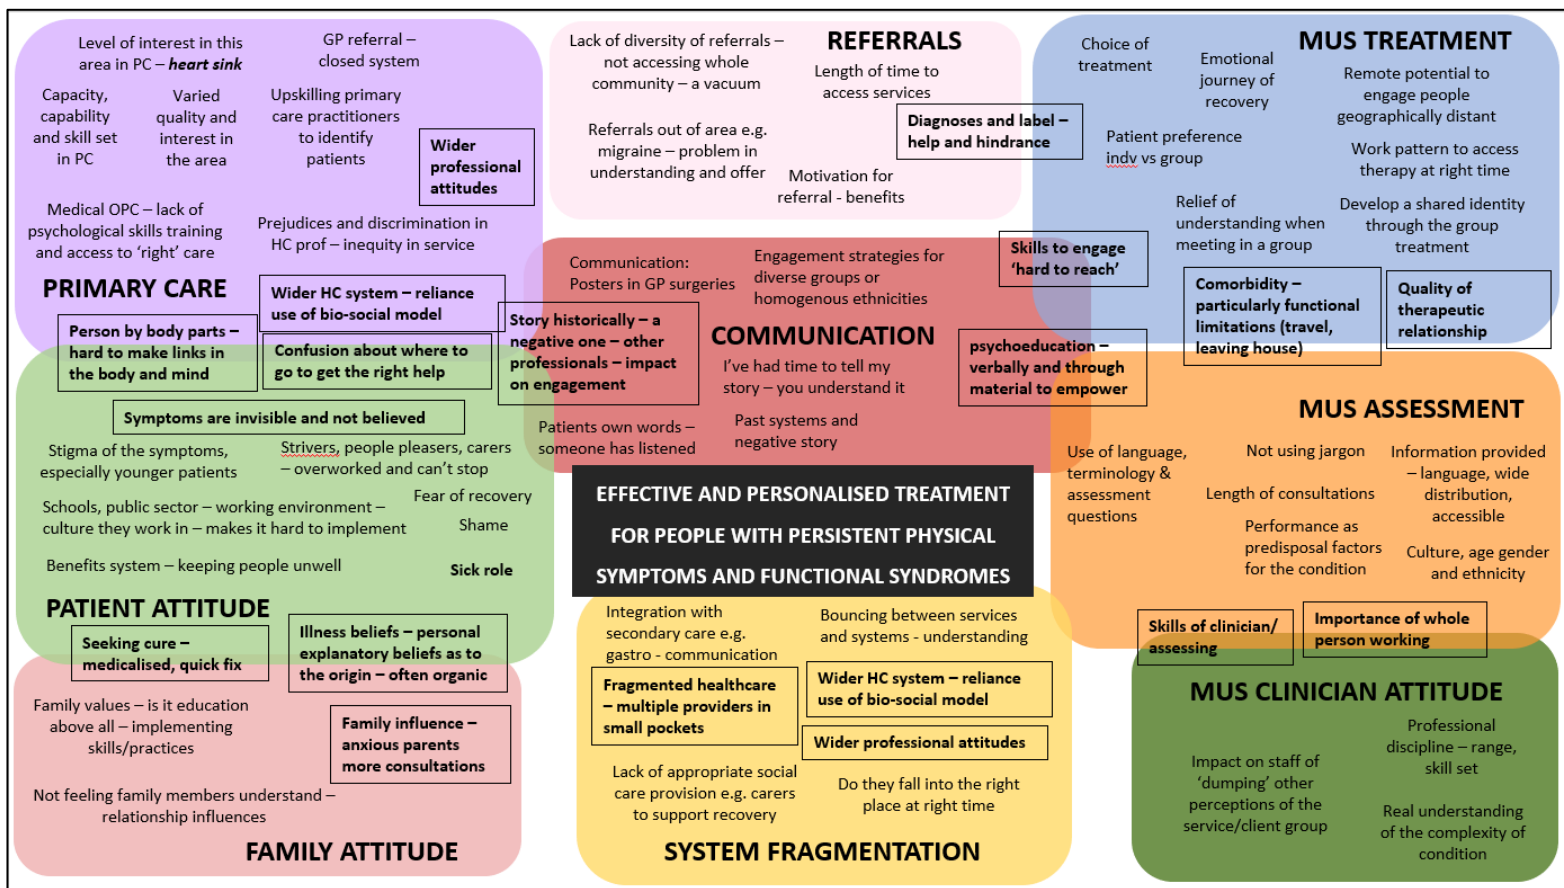 Level of interest in this
area in PC – heart sink
GP referral –
closed system
Capacity,
capability
and skill set
in PC
Varied
quality and
interest in
the area
Upskilling primary
care practitioners
to identify
patients
Wider
professional
attitudes
Medical OPC – lack of
psychological skills training
and access to ‘right’ care
Prejudices and discrimination in
HC prof – inequity in service
PRIMARY CARE
Wider HC system – reliance
use of bio-social model
Person by body parts –
hard to make links in
the body and mind
Confusion about where to
go to get the right help
Lack of diversity of referrals –
not accessing whole
community – a vacuum
REFERRALS
Length of time to
access services
Referrals out of area e.g.
migraine – problem in
understanding and offer
Diagnoses and label –
help and hindrance
Motivation for
referral - benefits
Choice of
treatment
MUS TREATMENT
Emotional
journey of
recovery
Remote potential to
engage people
geographically distant
Patient preference
indv vs group
Work pattern to access
therapy at right time
Relief of
understanding when
meeting in a group
Develop a shared identity
through the group
treatment
Skills to engage
‘hard to reach’
Comorbidity –
particularly functional
limitations (travel,
leaving house)
Quality of
therapeutic
relationship
Communication:
Posters in GP surgeries
Engagement strategies for
diverse groups or
homogenous ethnicities
Story historically – a
negative one – other
professionals – impact
on engagement
COMMUNICATION
I’ve had time to tell my
story – you understand it
psychoeducation –
verbally and through
material to empower
Patients own words –
someone has listened
Past systems and
negative story
Symptoms are invisible and not believed
Stigma of the symptoms,
especially younger patients
Strivers, people pleasers, carers
– overworked and can’t stop
Schools, public sector – working environment –
culture they work in – makes it hard to implement
Fear of recovery
Shame
Benefits system – keeping people unwell
Sick role
PATIENT ATTITUDE
Seeking cure –
medicalised, quick fix
Illness beliefs – personal
explanatory beliefs as to
the origin – often organic
EFFECTIVE AND PERSONALISED TREATMENT
FOR PEOPLE WITH PERSISTENT PHYSICAL
SYMPTOMS AND FUNCTIONAL SYNDROMES
MUS ASSESSMENT
Use of language,
terminology &
assessment
questions
Not using jargon
Information provided
– language, wide
distribution,
accessible
Length of consultations
Performance as
predisposal factors
for the condition
Culture, age gender
and ethnicity
Skills of clinician/
assessing
Importance of whole
person working
Family values – is it education
above all – implementing
skills/practices
Family influence –
anxious parents
more consultations
Not feeling family members understand –
relationship influences
FAMILY ATTITUDE
Integration with
secondary care e.g.
gastro - communication
Bouncing between services
and systems - understanding
Fragmented healthcare
– multiple providers in
small pockets
Wider HC system – reliance
use of bio-social model
Wider professional attitudes
Lack of appropriate social
care provision e.g. carers
to support recovery
Do they fall into the right
place at right time
SYSTEM FRAGMENTATION
MUS CLINICIAN ATTITUDE
Impact on staff of
‘dumping’ other
perceptions of the
service/client group
Professional
discipline – range,
skill set
Real understanding
of the complexity of
condition